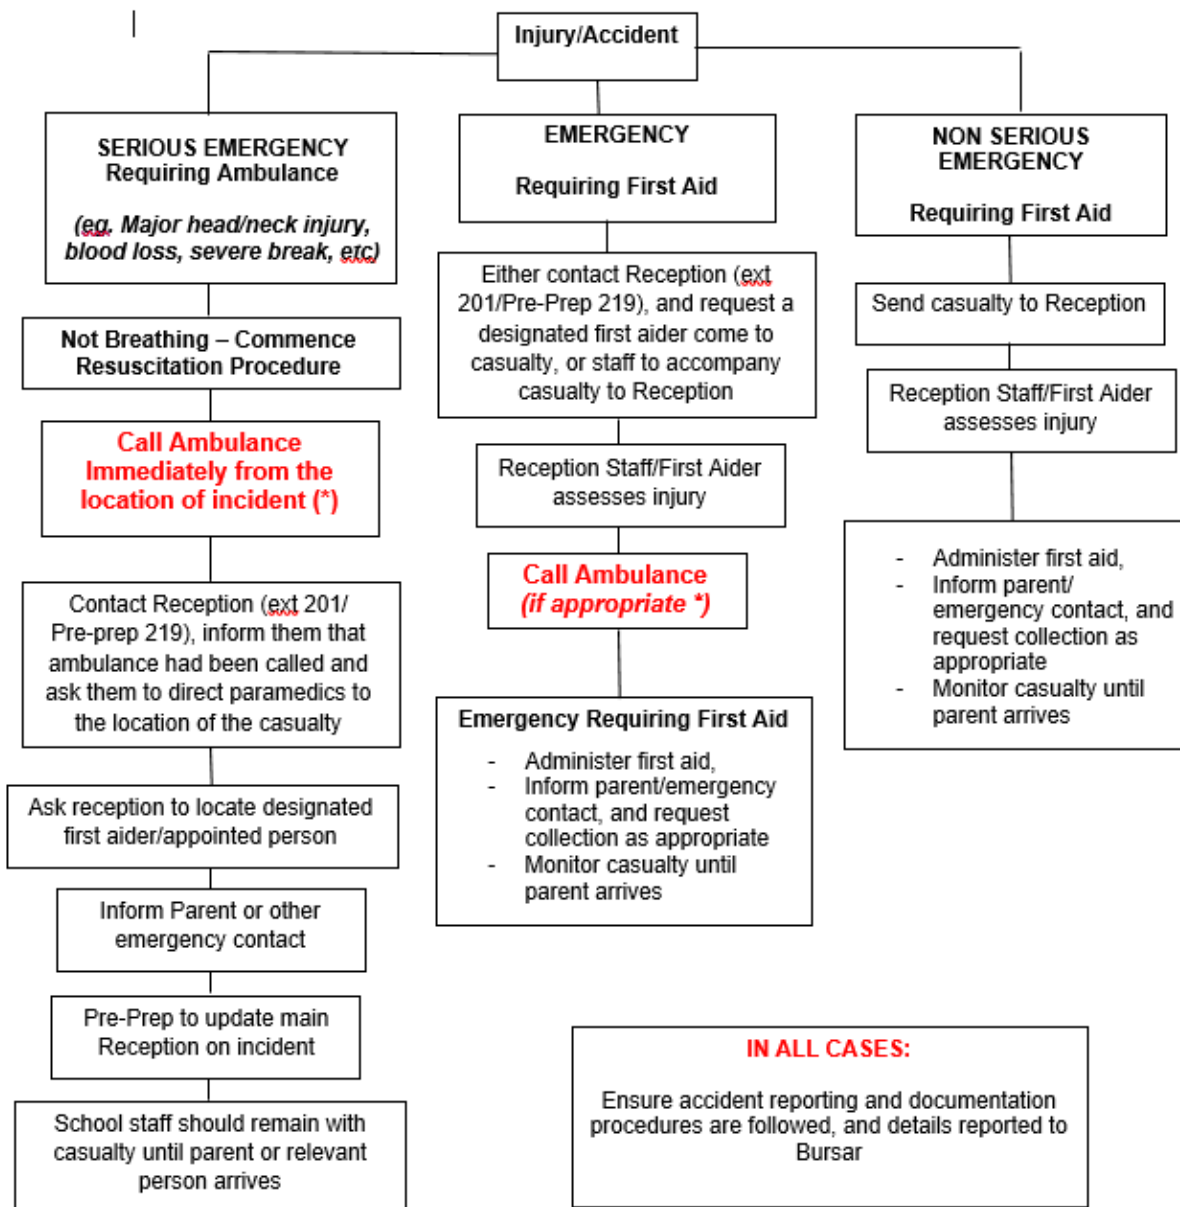 Injury/Accident
SERIOUS EMERGENCY
Requiring Ambulance
(eg. Major head/neck injury,
blood loss, severe break, etc)
Not Breathing – Commence
Resuscitation Procedure
Call Ambulance
Immediately from the
location of incident (*)
Contact Reception (ext 201/
Pre-prep 219), inform them that
ambulance had been called and
ask them to direct paramedics to
the location of the casualty
Ask reception to locate designated
first aider/appointed person
Inform Parent or other
emergency contact
Pre-Prep to update main
Reception on incident
School staff should remain with
casualty until parent or relevant
person arrives
EMERGENCY
Requiring First Aid
Either contact Reception (ext
201/Pre-Prep 219), and request a
designated first aider come to
casualty, or staff to accompany
casualty to Reception
Reception Staff/First Aider
assesses injury
Call Ambulance
(if appropriate *)
Emergency Requiring First Aid
- Administer first aid,
- Inform parent/emergency
contact, and request
collection as appropriate
- Monitor casualty until
parent arrives
NON SERIOUS
EMERGENCY
Requiring First Aid
Send casualty to Reception
Reception Staff/First Aider
assesses injury
- Administer first aid,
- Inform parent/
emergency contact, and
request collection as
appropriate
- Monitor casualty until
parent arrives
IN ALL CASES:
Ensure accident reporting and documentation
procedures are followed, and details reported to
Bursar